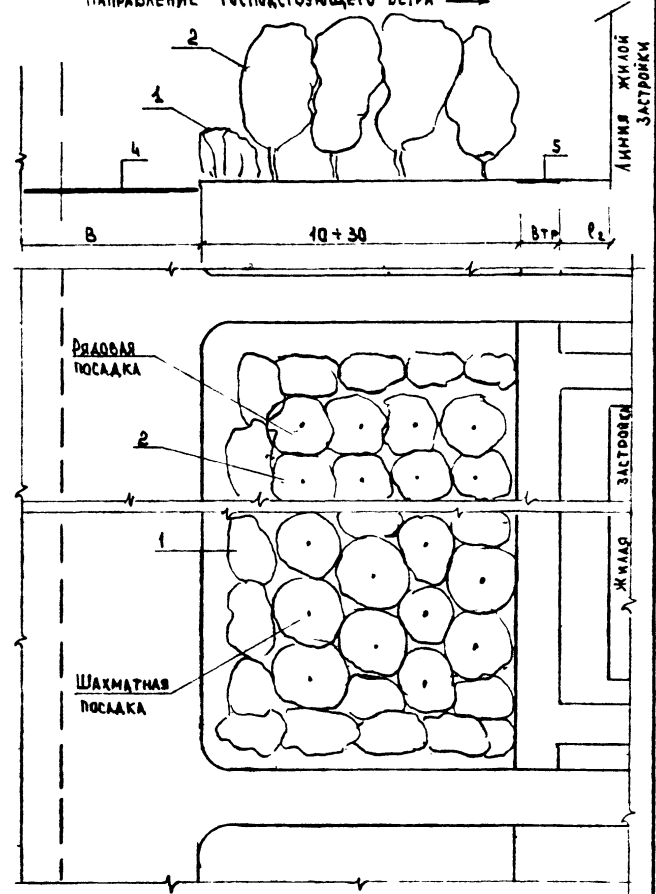 НАПРАВЛЕНИЕ ГОСПОДСТВУЮЩЕГО ВЕТРА
2
1
4
5
ЛИНИЯ ЖИЛОЙ
ЗАСТРОЙКИ
В
10÷30
ВТР
ℓ2
РЯДОВАЯ
ПОСАДКА
2
1
ШАХМАТНАЯ
ПОСАДКА
ЖИЛАЯ ЗАСТРОЙКА